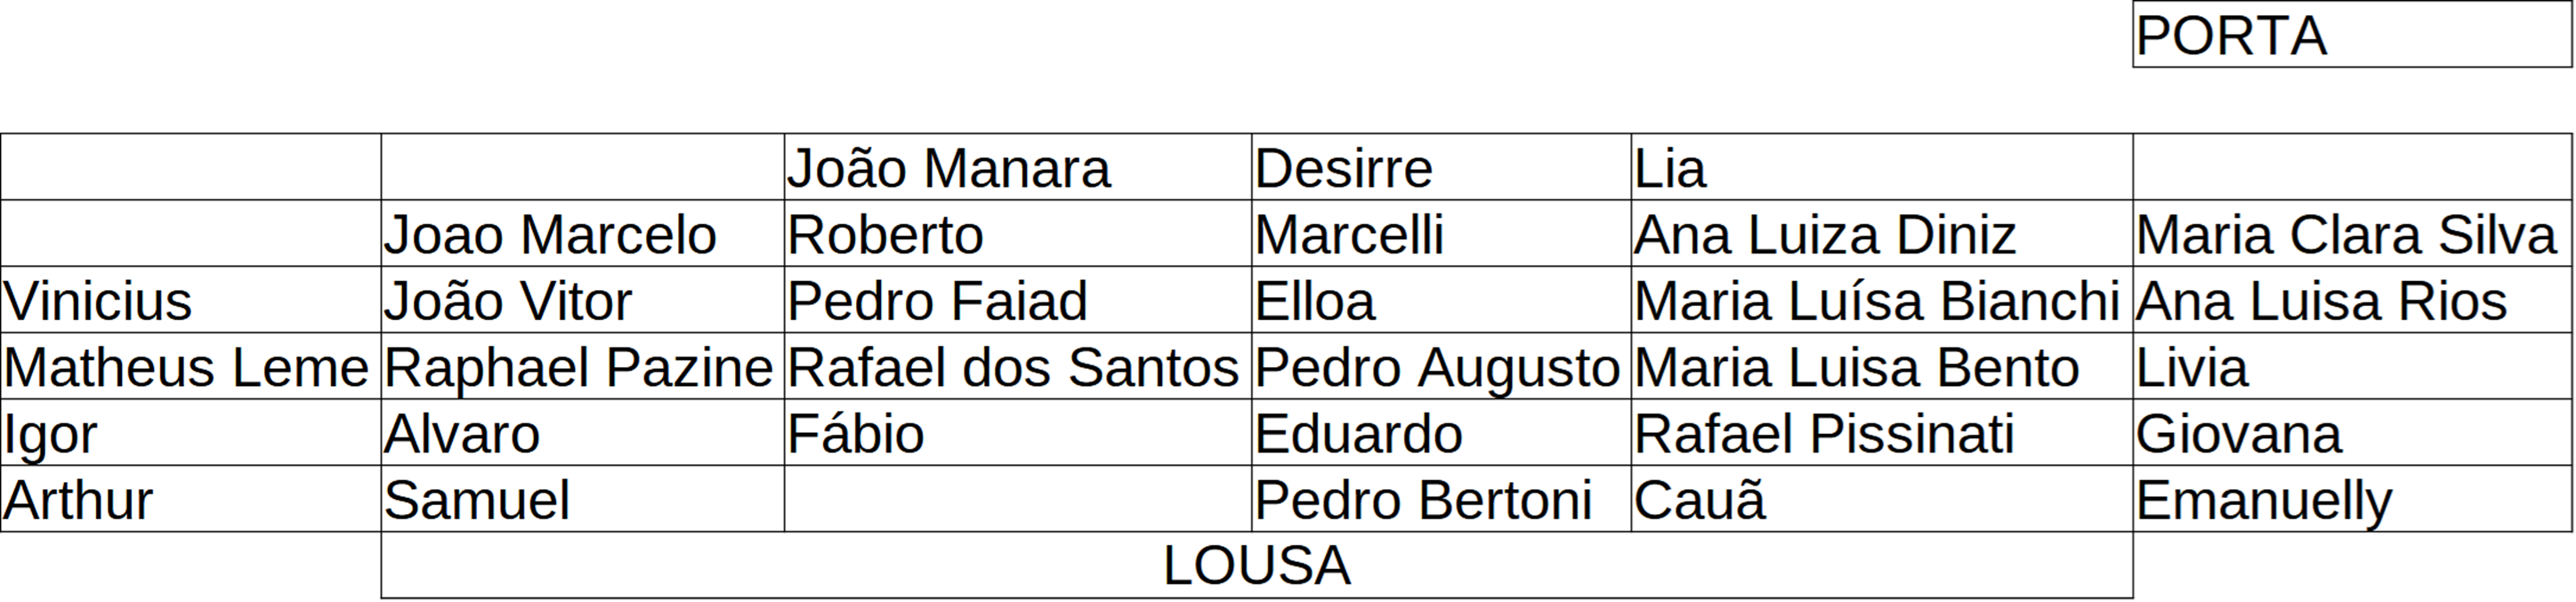 PORTA
João Manara Desirre Lia
Joao Marcelo Roberto Marcelli Ana Luiza Diniz Maria Clara Silva
Vinicius João Vitor Pedro Faiad Elloa Maria Luísa Bianchi Ana Luisa Rios
Matheus Leme Raphael Pazine Rafael dos Santos Pedro Augusto Maria Luisa Bento Livia
Igor Alvaro Fábio Eduardo Rafael Pissinati Giovana
Arthur Samuel Pedro Bertoni Cauã Emanuelly
LOUSA